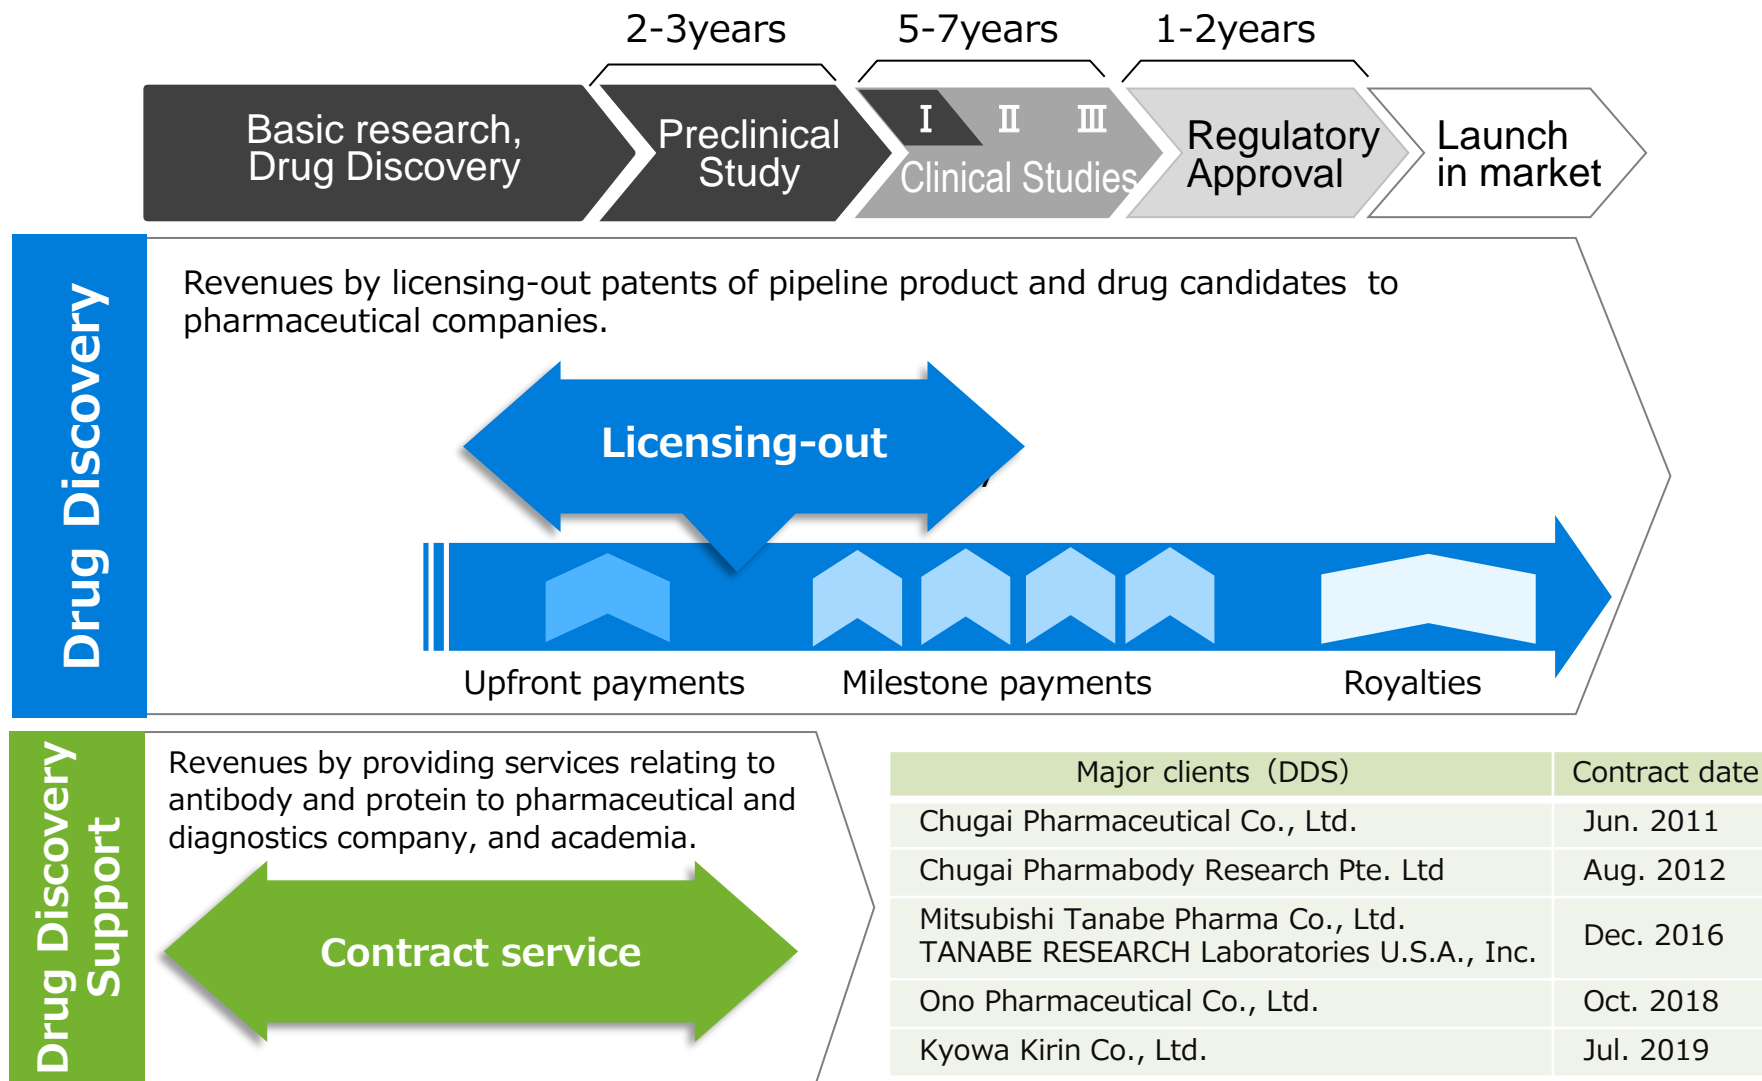 2-3years
5-7years
1-2years
Basic research,
Drug Discovery
Preclinical
Study
Ⅰ Ⅱ Ⅲ
Clinical Studies
Regulatory
Approval
Launch
in market
Drug Discovery
Revenues by licensing-out patents of pipeline product and drug candidates to
pharmaceutical companies.
Licensing-out
Upfront payments
Milestone payments
Royalties
Drug Discovery
Support
Revenues by providing services relating to
antibody and protein to pharmaceutical and
diagnostics company, and academia.
Contract service
Major clients（DDS） Contract date
Chugai Pharmaceutical Co., Ltd. Jun. 2011
Chugai Pharmabody Research Pte. Ltd Aug. 2012
Mitsubishi Tanabe Pharma Co., Ltd.
TANABE RESEARCH Laboratories U.S.A., Inc. Dec. 2016
Ono Pharmaceutical Co., Ltd. Oct. 2018
Kyowa Kirin Co., Ltd. Jul. 2019